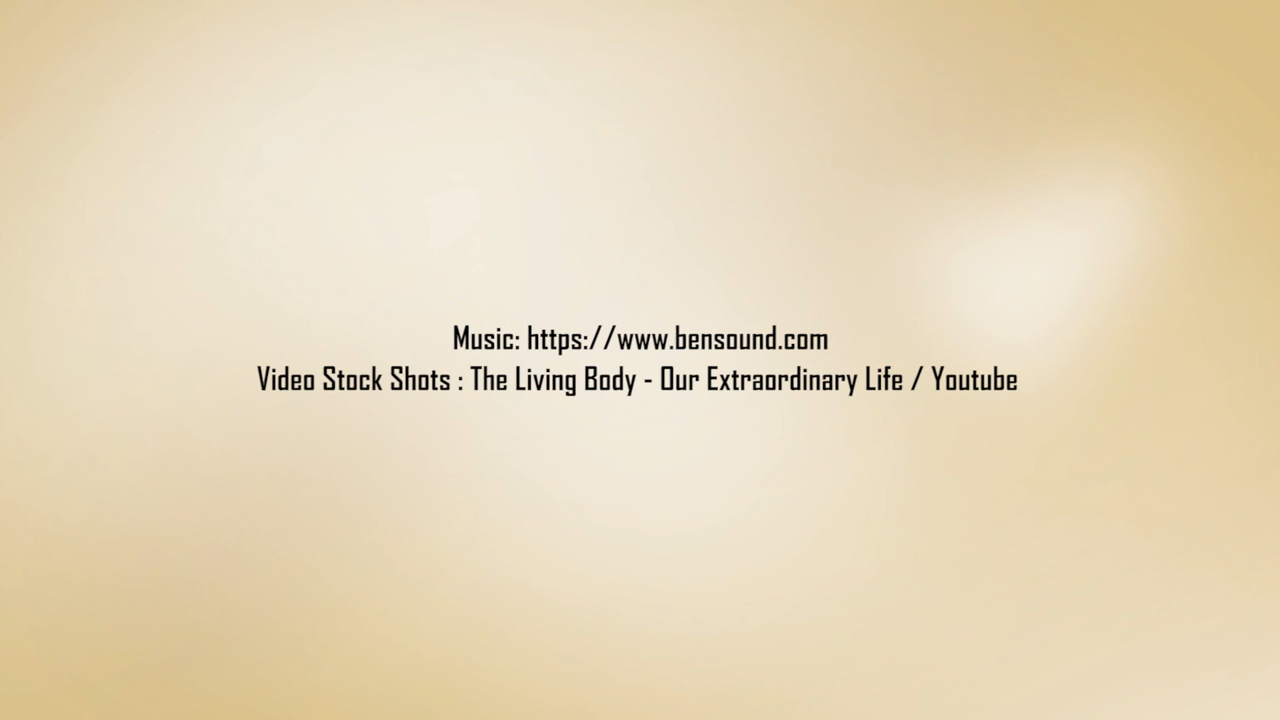 Music: https://www.bensound.com
Video Stock Shots : The Living Body - Our Extraordinary Life / Youtube